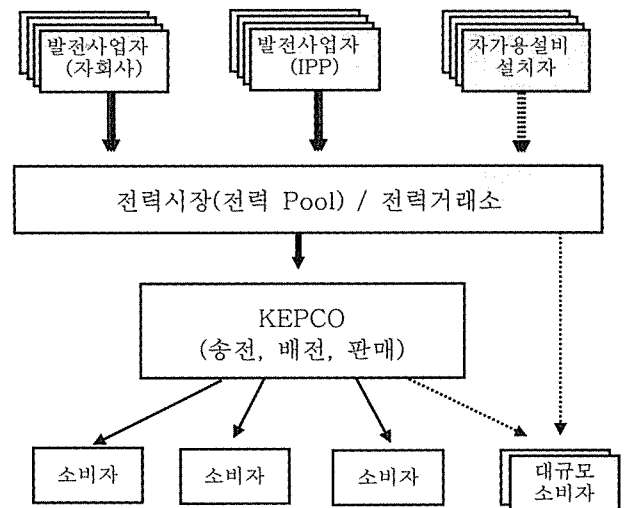 발전사업자
(자회사)
발전사업자
(IPP)
자가용설비
설치자
전력시장(전력 Pool) / 전력거래소
KEPCO
(송전, 배전, 판매)
소비자
소비자
소비자
대규모
소비자